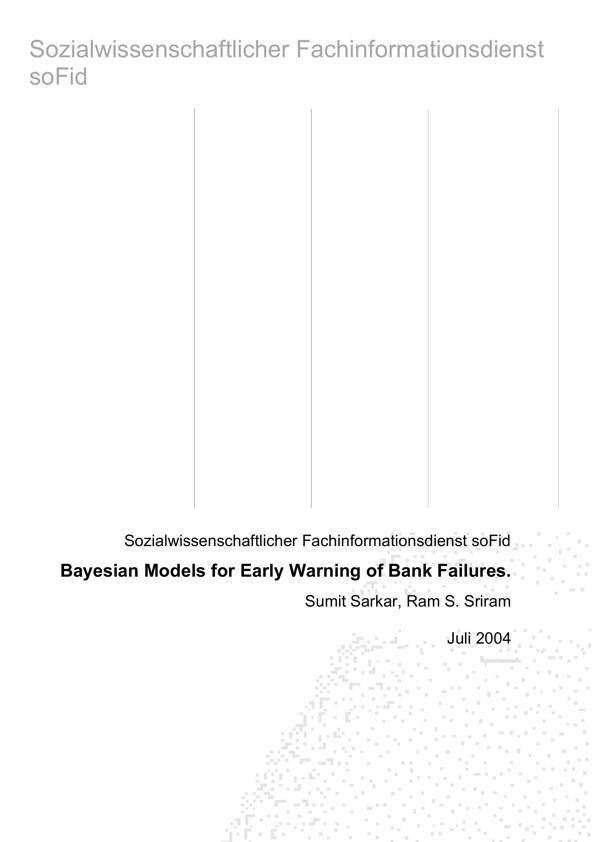 Sozialwissenschaftlicher Fachinformationsdienst
soFid
Sozialwissenschaftlicher Fachinformationsdienst soFid
Bayesian Models for Early Warning of Bank Failures.
Sumit Sarkar, Ram S. Sriram
Juli 2004